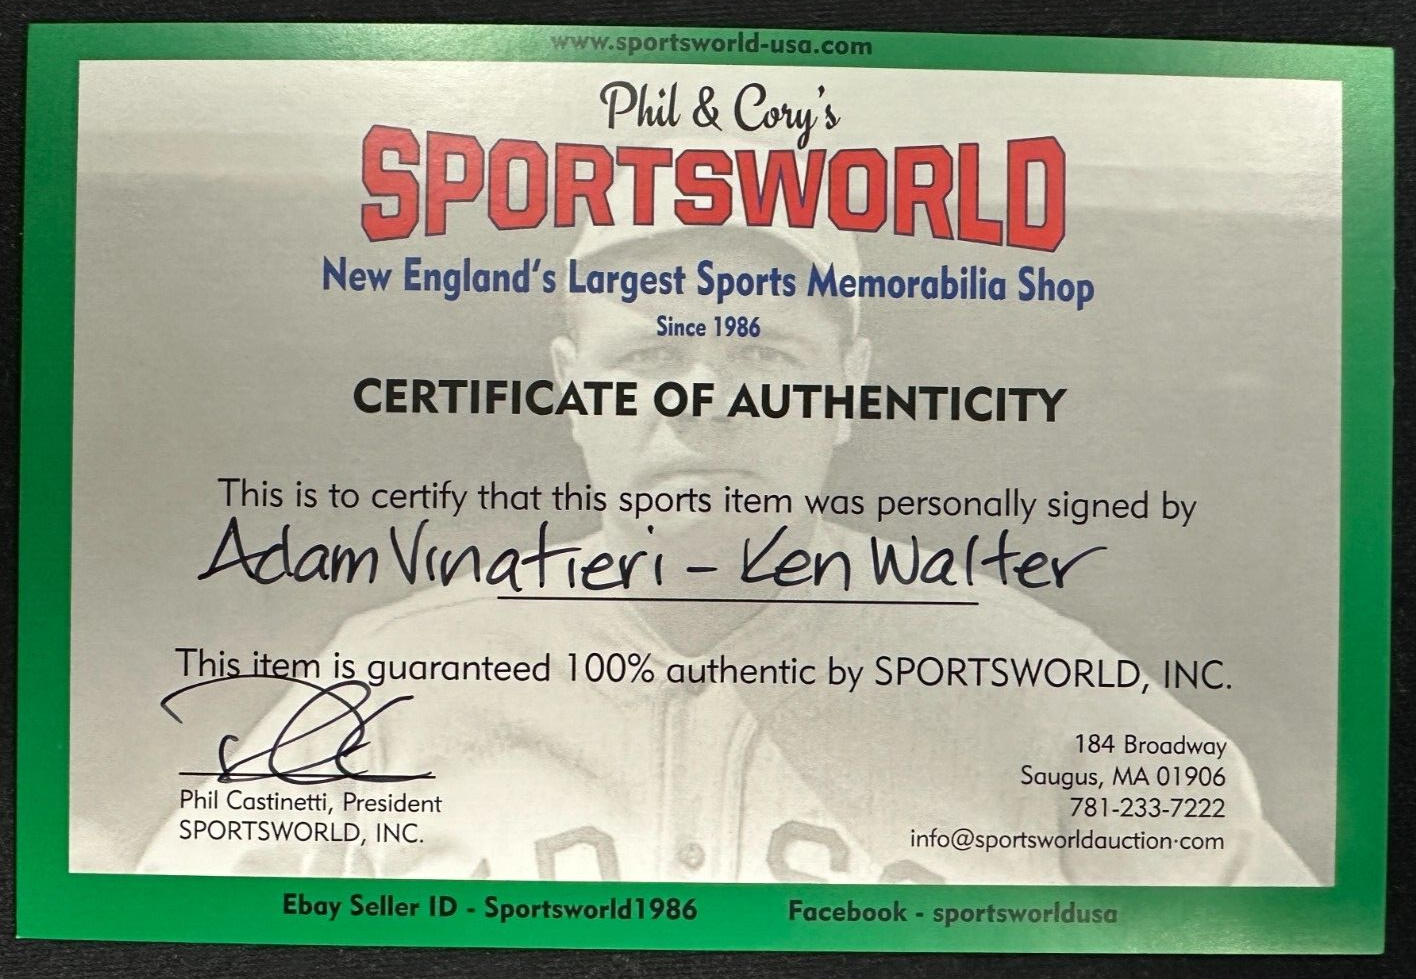 www.sportsworld-usa.com
Phil & Cory's
SPORTSWORLD
New England's Largest Sports Memorabilia Shop
Since 1986
CERTIFICATE OF AUTHENTICITY
This is to certify that this sports item was personally signed by
Adam Vinatieri - Ken Walter
This item is guaranteed 100% authentic by SPORTSWORLD, INC.
Phil Castinetti, President
SPORTSWORLD, INC.
184 Broadway
Saugus, MA 01906
781-233-7222
info@sportsworldauction·com
Ebay Seller ID - Sportsworld1986
Facebook - sportsworldusa